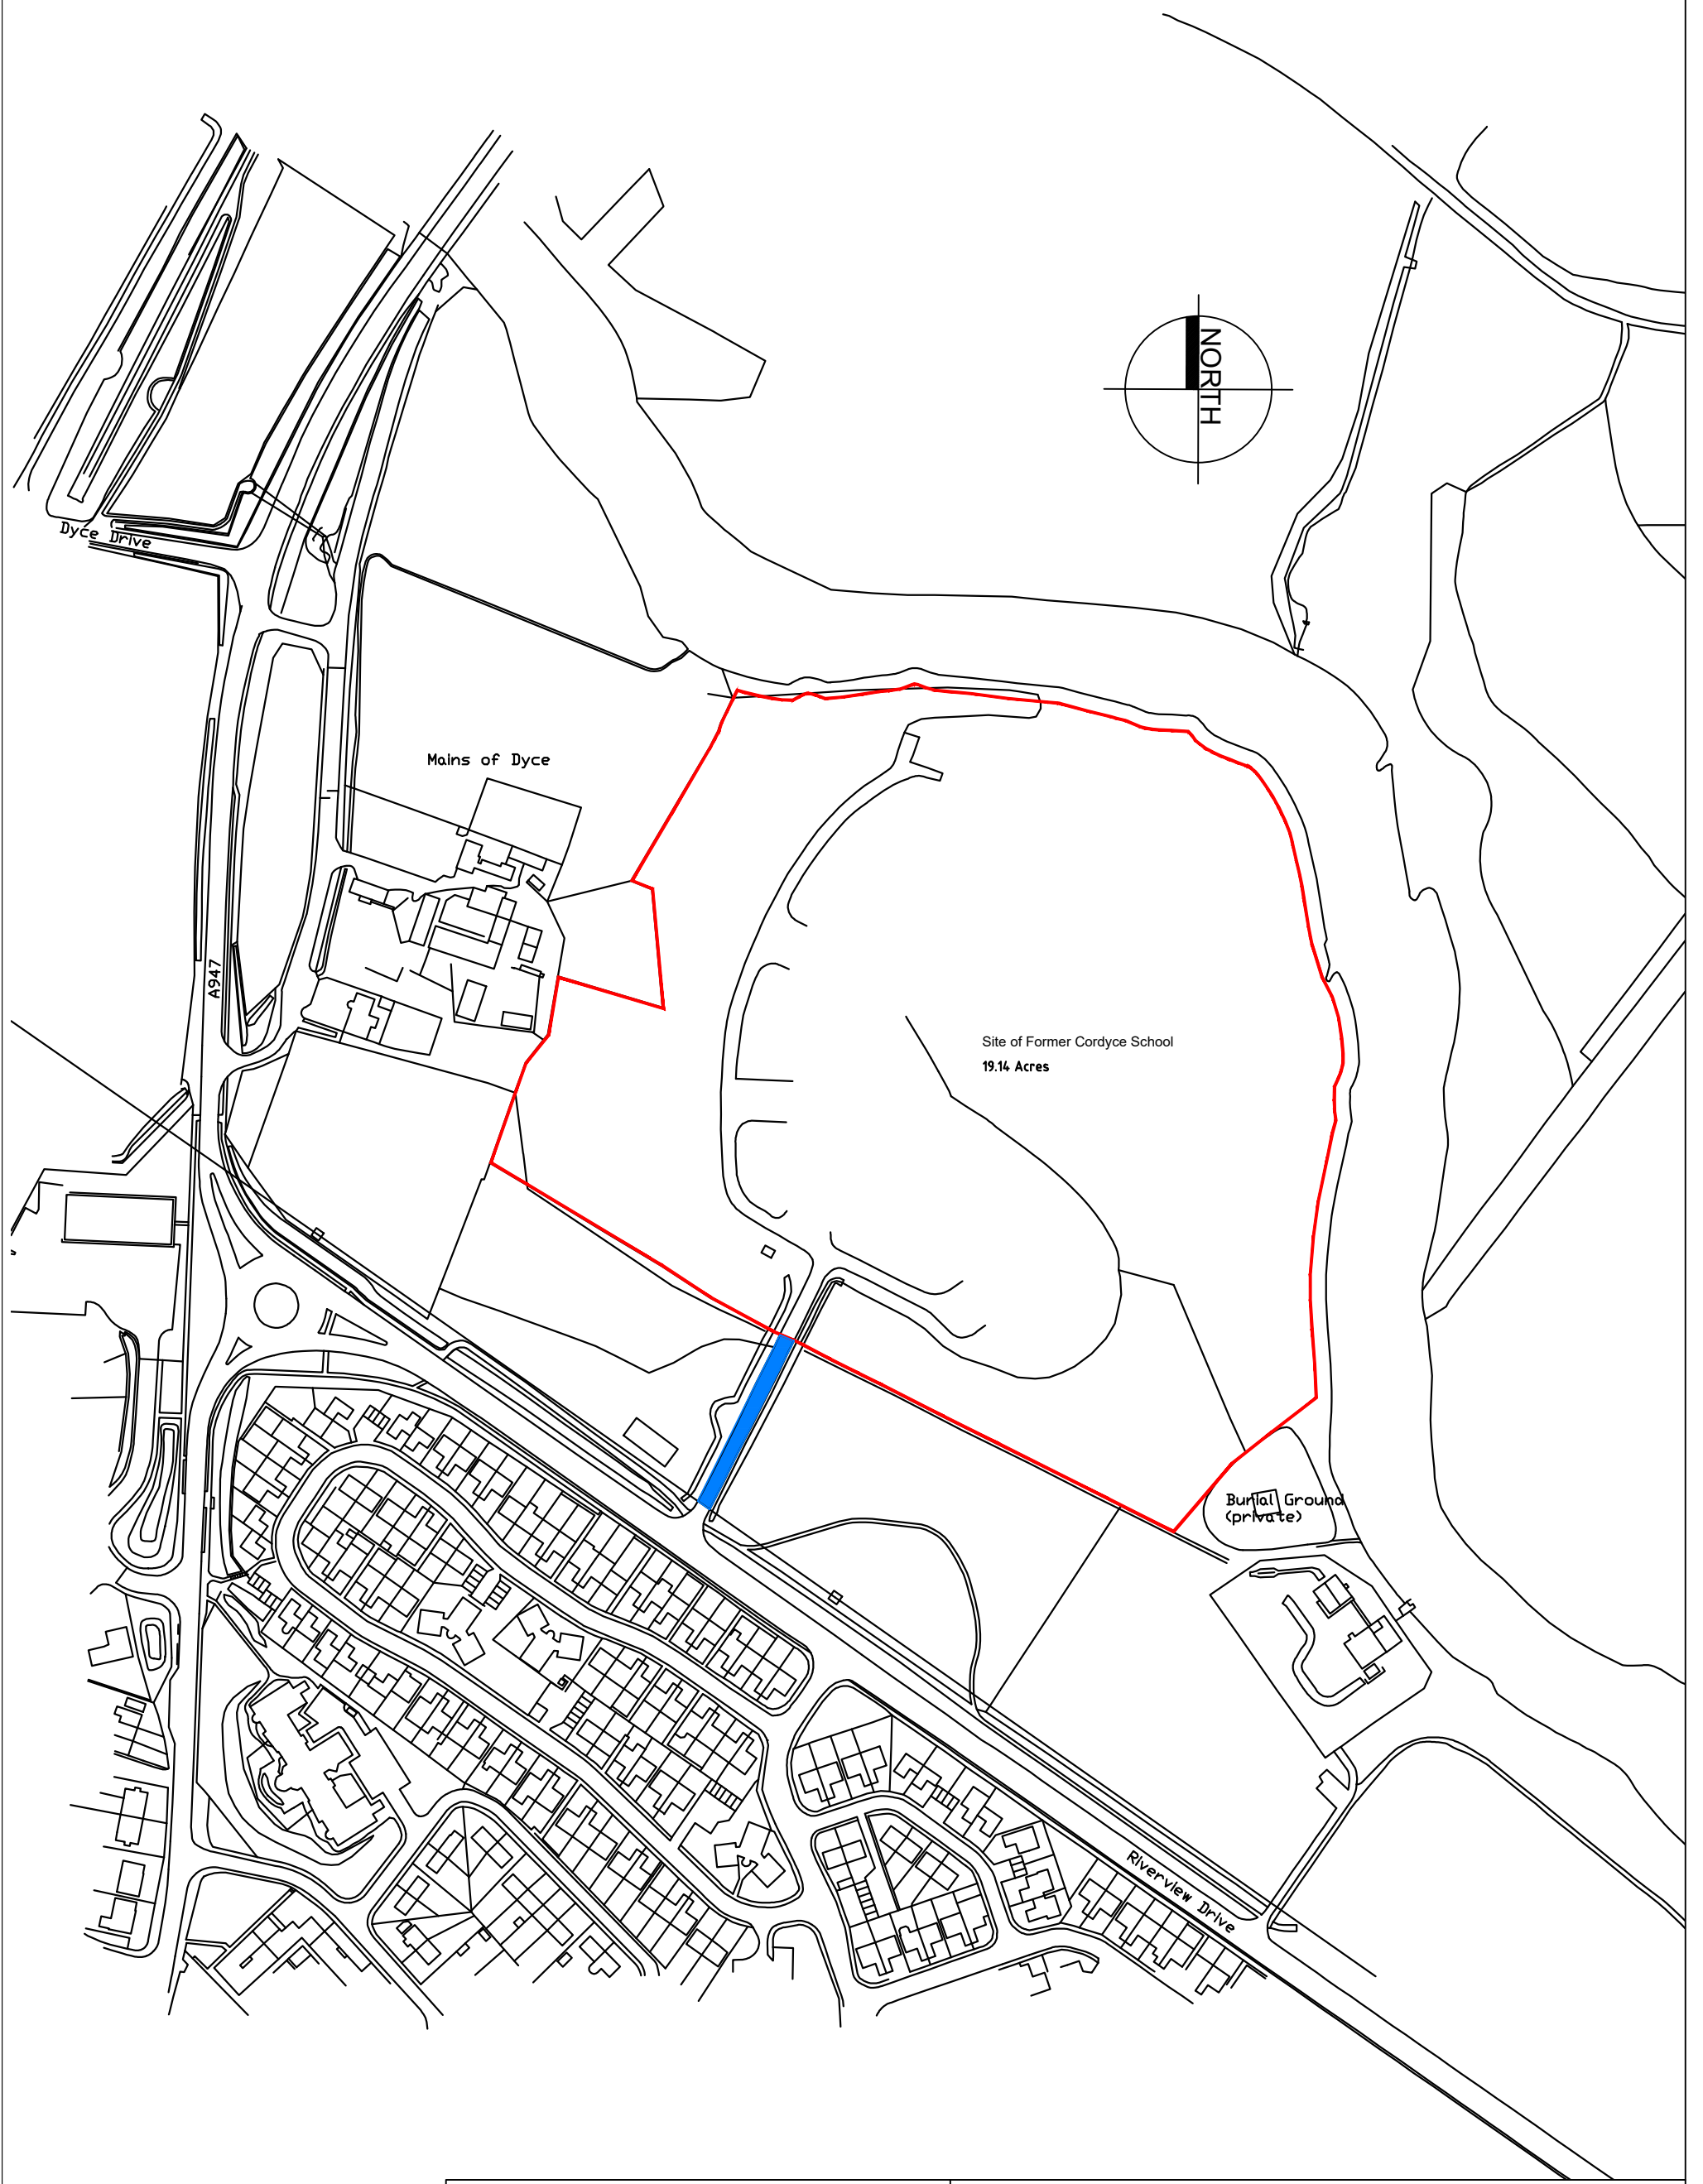 NORTH
Dyce Drive
Mains of Dyce
A947
Site of Former Cordyce School
19.14 Acres
Burial Ground
(private)
Riverview Drive